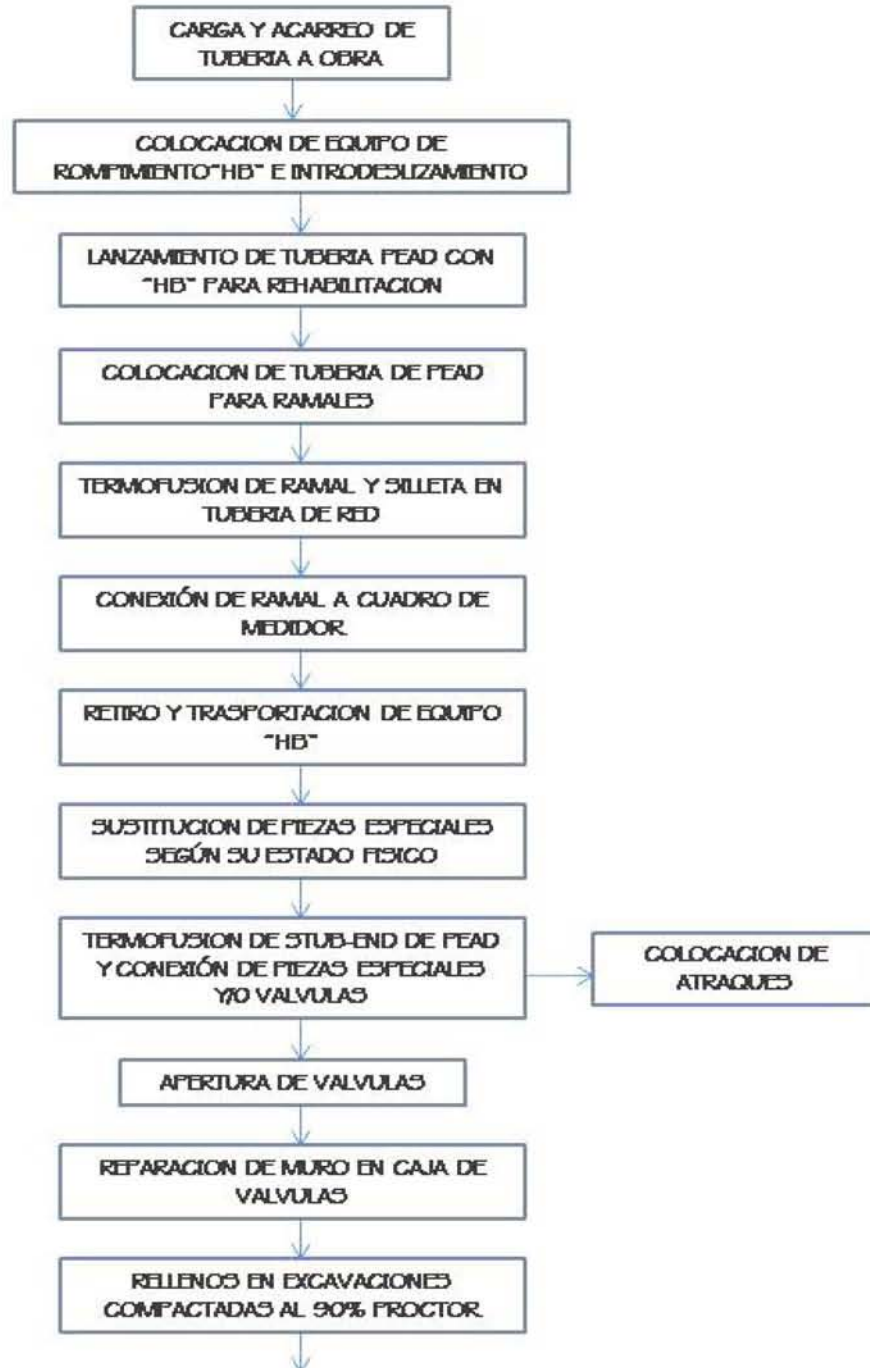 CARGA Y ACARREO DE
TUBERIA A OBRA
COLOCACION DE EQUIPO DE
ROMPIMIENTO"HB" E INTRODESLIZAMIENTO
LANZAMIENTO DE TUBERIA PEAD CON
"HB" PARA REHABILITACION
COLOCACION DE TUBERIA DE PEAD
PARA RAMALES
TERMOFUSION DE RAMAL Y SILLETA EN
TUBERIA DE RED
CONEXIÓN DE RAMAL A CUADRO DE
MEDIDOR.
RETIRO Y TRASPORTACION DE EQUIPO
"HB"
SUSTITUCION DE PIEZAS ESPECIALES
SEGÚN SU ESTADO FISICO
TERMOFUSION DE STUB-END DE PEAD
Y CONEXIÓN DE PIEZAS ESPECIALES
Y/O VALVULAS
COLOCACION DE
ATRAQUES
APERTURA DE VALVULAS
REPARACION DE MURO EN CAJA DE
VALVULAS
RELLENOS EN EXCAVACIONES
COMPACTADAS AL 90% PROCTOR.